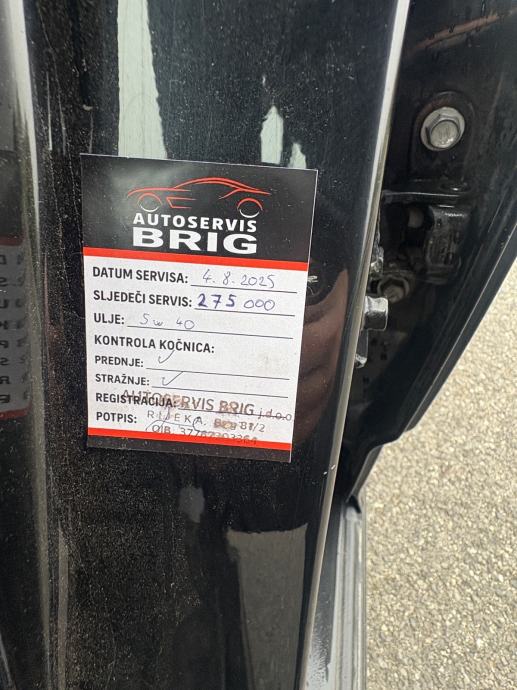 AUTOSERVIS
BRIG
DATUM SERVISA: 4.8.2025
SLJEDEČI SERVIS: 275 000
ULJE: 5w 40
KONTROLA KOČNICA:
PREDNJE: ✓
STRAŽNJE: ✓
REGISTRACIJA:
AUTOSERVIS BRIG j.d.o.o
POTPIS:
RIJEKA,